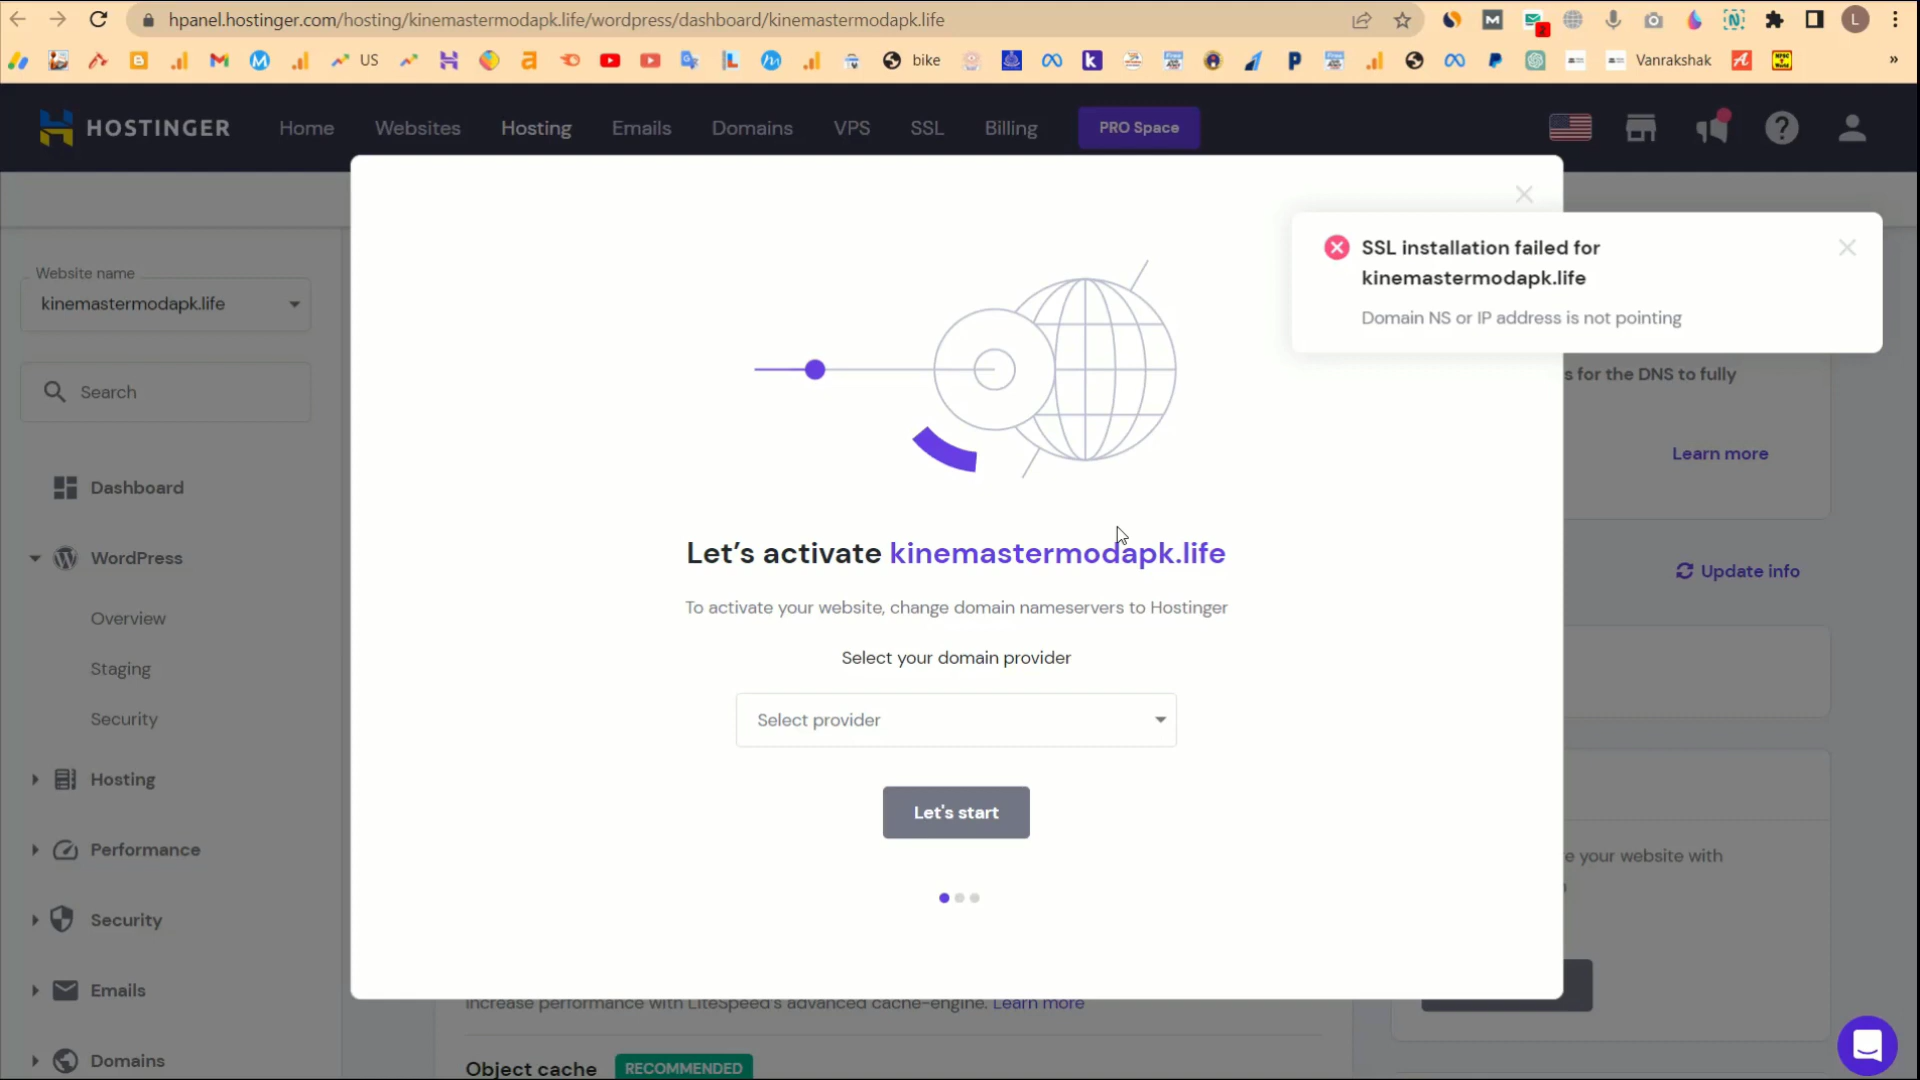 hpanel.hostinger.com/hosting/kinemastermodapk.life/wordpress/dashboard/kinemastermodapk.life
2
L
US
bike
Vanrakshak
»
HOSTINGER
Home
Websites
Hosting
Emails
Domains
VPS
SSL
Billing
PRO Space
Website name
kinemastermodapk.life
Search
Dashboard
WordPress
Overview
Staging
Security
Hosting
Performance
Security
Emails
Domains
SSL installation failed for
kinemastermodapk.life
Domain NS or IP address is not pointing
s for the DNS to fully
Learn more
Let's activate kinemastermodapk.life
To activate your website, change domain nameservers to Hostinger
Select your domain provider
Select provider
Let's start
Update info
e your website with
increase performance with LiteSpeed's advanced cache-engine. Learn more
Object cache
RECOMMENDED